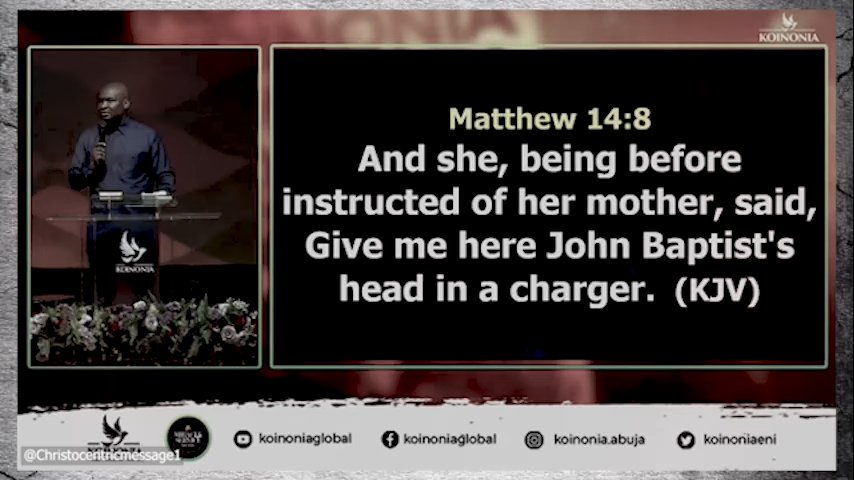 KOINONIA
Matthew 14:8
And she, being before
instructed of her mother, said,
Give me here John Baptist's
head in a charger. (KJV)
KOINONIA
koinoniaglobal
koinoniaglobal
koinonia.abuja
koinoniaeni
@Christocentricmessage1